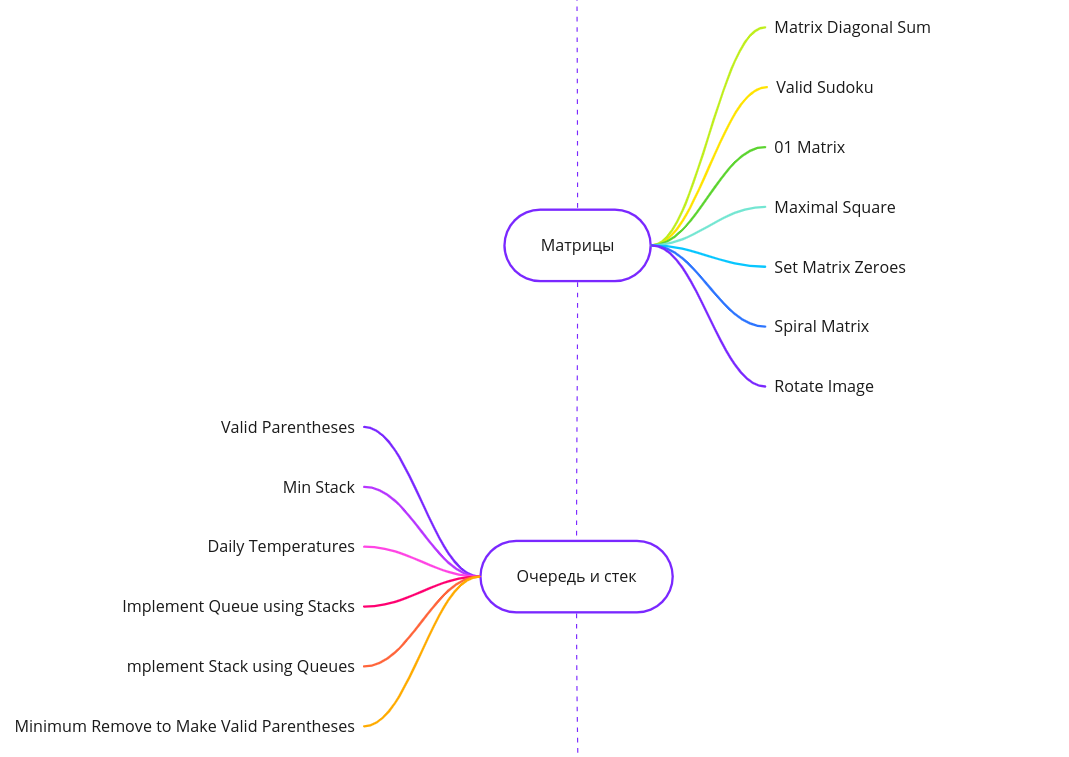 Matrix Diagonal Sum
Valid Sudoku
01 Matrix
Maximal Square
Матрицы
Set Matrix Zeroes
Spiral Matrix
Rotate Image
Valid Parentheses
Min Stack
Daily Temperatures
Очередь и стек
Implement Queue using Stacks
mplement Stack using Queues
Minimum Remove to Make Valid Parentheses